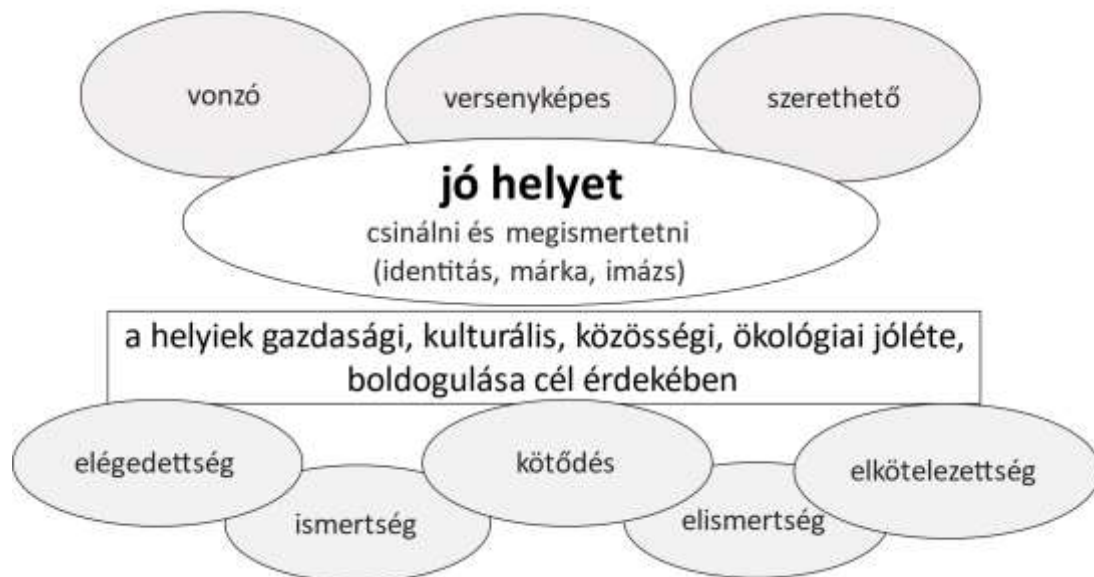 vonzó
versenyképes
szerethető
jó helyet
csinálni és megismertetni
(identitás, márka, imázs)
a helyiek gazdasági, kulturális, közösségi, ökológiai jóléte,
boldogulása cél érdekében
elégedettség
kötődés
elkötelezettség
ismertség
elismertség